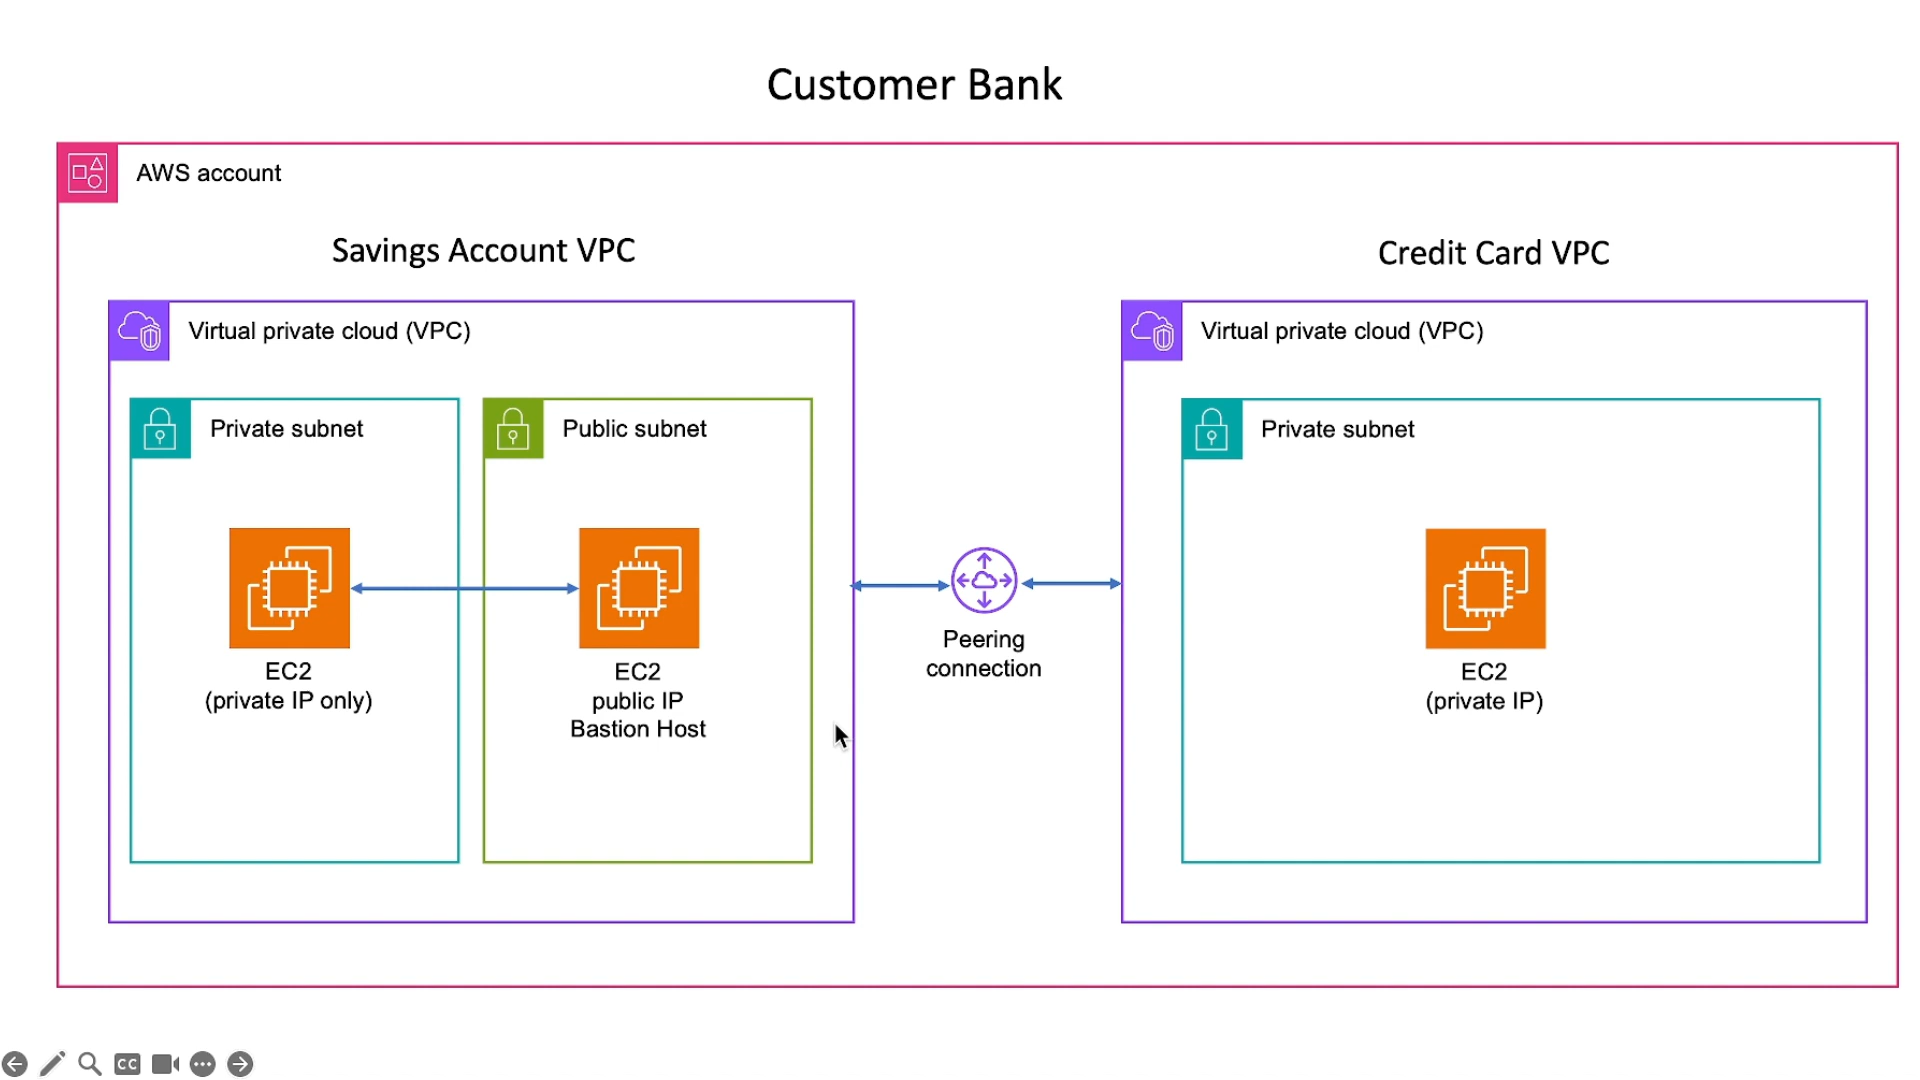 Customer Bank
AWS account
Savings Account VPC
Credit Card VPC
Virtual private cloud (VPC)
Virtual private cloud (VPC)
Private subnet
Public subnet
Private subnet
EC2
(private IP only)
EC2
public IP
Bastion Host
Peering
connection
EC2
(private IP)
CC